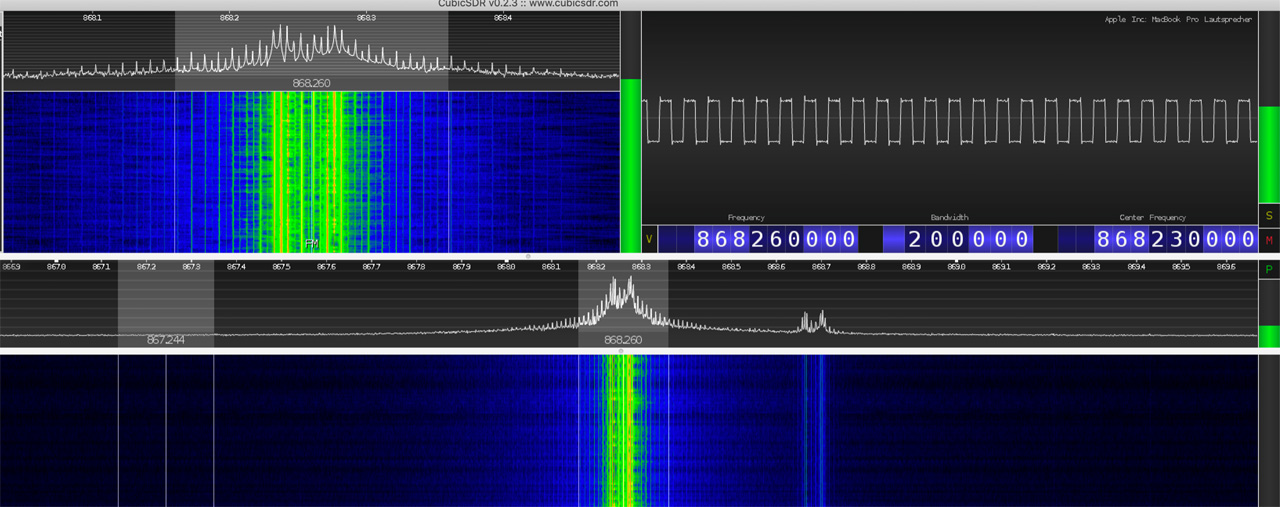 CubicSDR v0.2.3 :: www.cubicsdr.com
868.1 868.2 868.3 868.4
868.260
FM
Apple Inc: MacBook Pro Lautsprecher
Frequency Bandwidth Center Frequency
V 868260000 200000 868230000
S
M
P
866.9 867.0 867.1 867.2 867.3 867.4 867.5 867.6 867.7 867.8 867.9 868.0 868.1 868.2 868.3 868.4 868.5 868.6 868.7 868.8 868.9 869.0 869.1 869.2 869.3 869.4 869.5 869.6
867.244 868.260